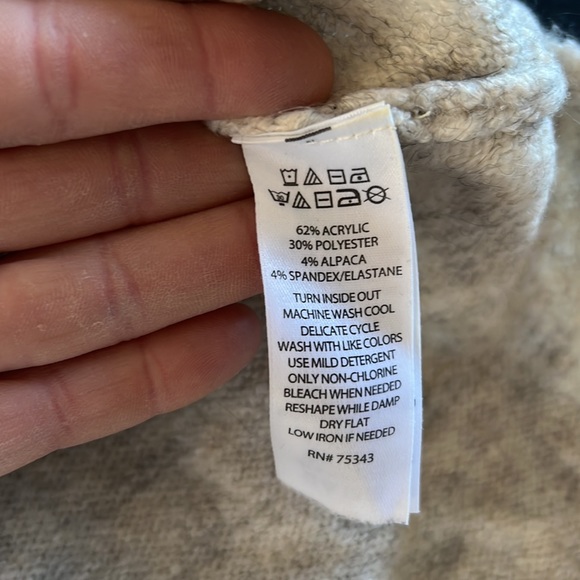 62% ACRYLIC
30% POLYESTER
4% ALPACA
4% SPANDEX/ELASTANE
TURN INSIDE OUT
MACHINE WASH COOL
DELICATE CYCLE
WASH WITH LIKE COLORS
USE MILD DETERGENT
ONLY NON-CHLORINE
BLEACH WHEN NEEDED
RESHAPE WHILE DAMP
DRY FLAT
LOW IRON IF NEEDED
RN# 75343